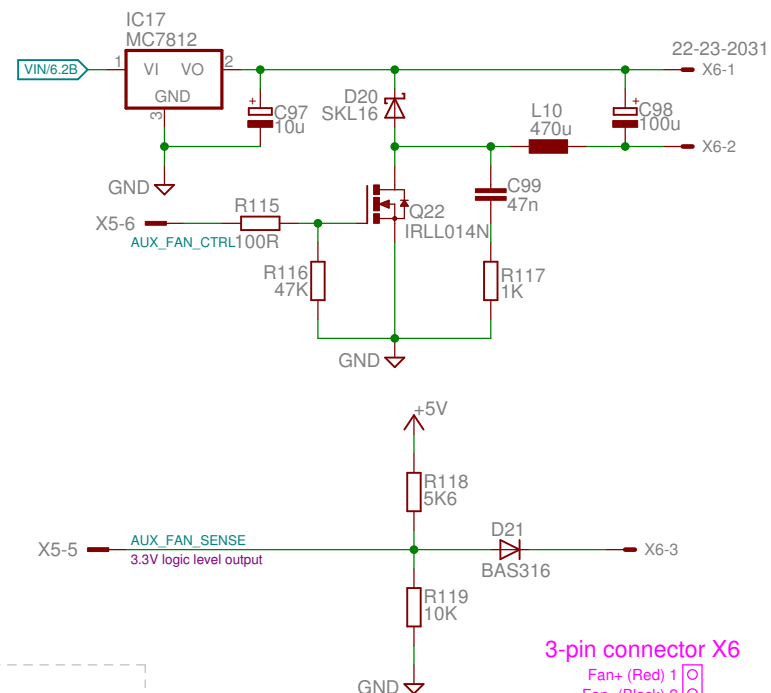 IC17
MC7812
VIN/6.2B
1
VI
VO
2
GND
3
22-23-2031
X6-1
D20
SKL16
+
C97
10u
L10
470u
+
C98
100u
X6-2
GND
C99
47n
Q22
IRLL014N
X5-6
R115
AUX_FAN_CTRL
100R
R116
47K
R117
1K
GND
+5V
R118
5K6
X5-5
AUX_FAN_SENSE
3.3V logic level output
D21
BAS316
X6-3
R119
10K
GND
3-pin connector X6
Fan+ (Red) 1